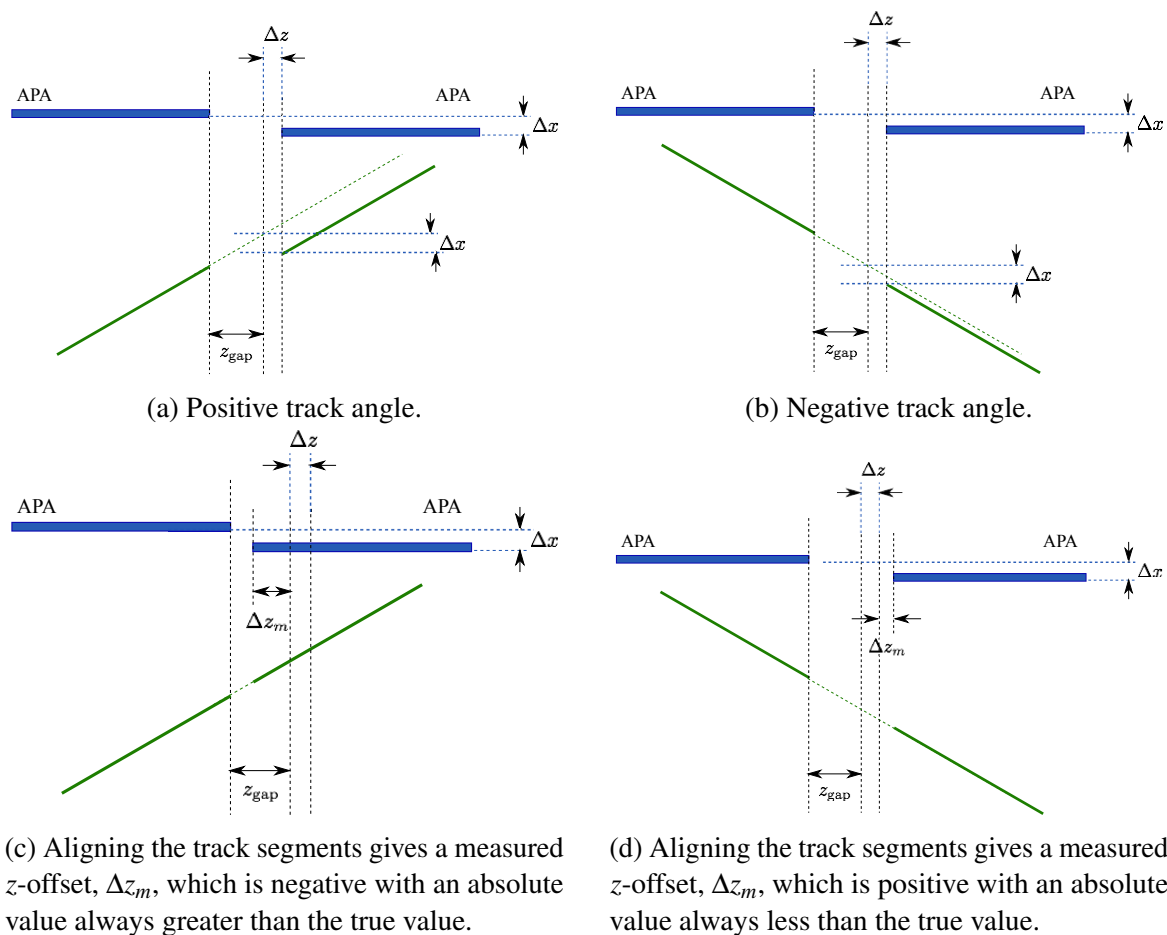 Δz
APA
APA
Δx
Δx
z_gap
(a) Positive track angle.
Δz
APA
APA
Δx
Δx
z_gap
(b) Negative track angle.
Δz
APA
APA
Δx
Δz_m
z_gap
(c) Aligning the track segments gives a measured
z-offset, Δz_m, which is negative with an absolute
value always greater than the true value.
Δz
APA
APA
Δx
Δz_m
z_gap
(d) Aligning the track segments gives a measured
z-offset, Δz_m, which is positive with an absolute
value always less than the true value.